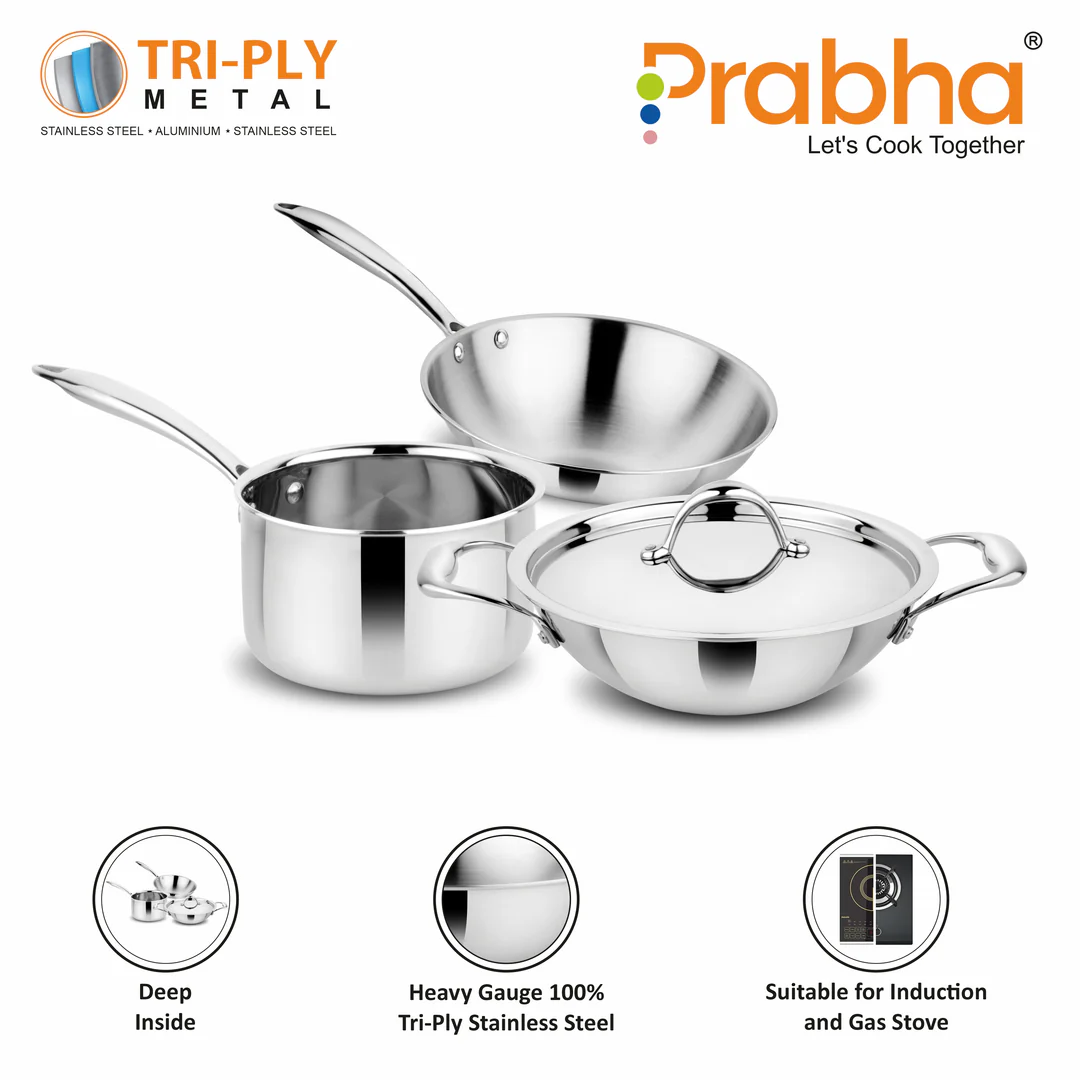 TRI-PLY
METAL
STAINLESS STEEL ★ ALUMINIUM ★ STAINLESS STEEL
Prabha®
Let's Cook Together
Deep
Inside
Heavy Gauge 100%
Tri-Ply Stainless Steel
Suitable for Induction
and Gas Stove